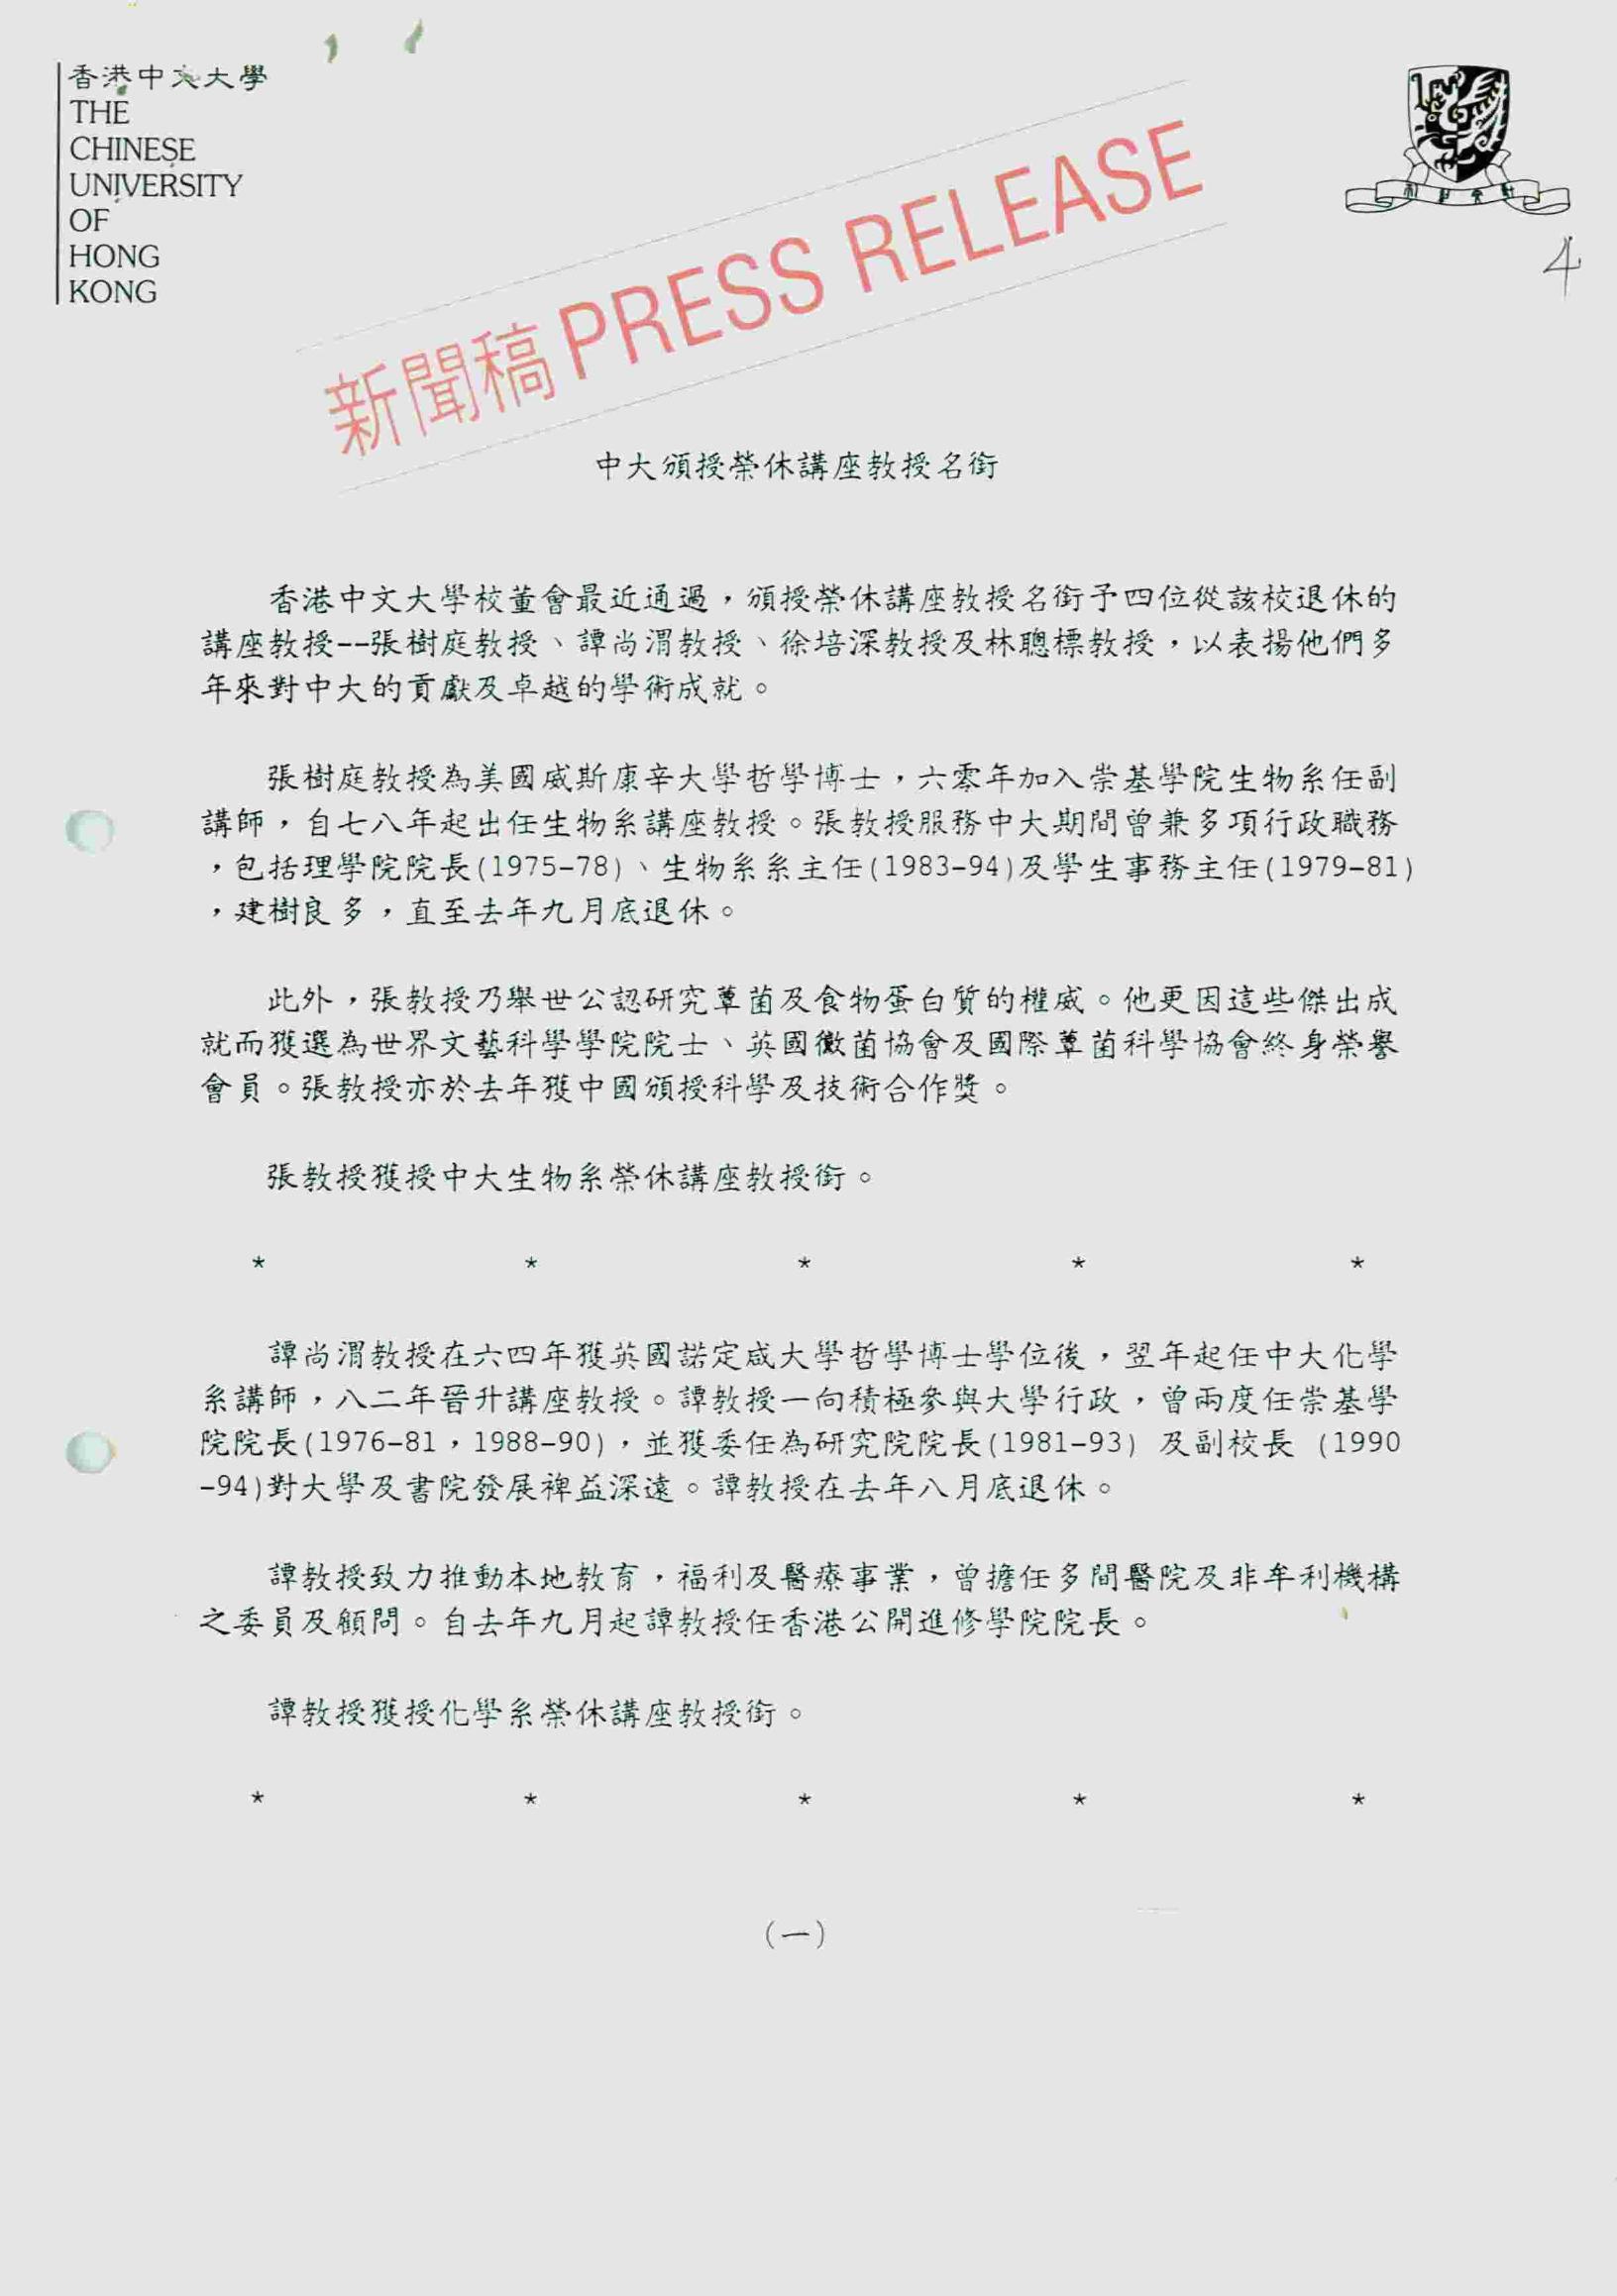 香港中文大學
THE
CHINESE
UNIVERSITY
OF
HONG
KONG
4
新聞稿 PRESS RELEASE
中大頒授榮休講座教授名銜
香港中文大學校董會最近通過，頒授榮休講座教授名銜予四位從該校退休的
講座教授--張樹庭教授、譚尚渭教授、徐培深教授及林聰標教授，以表揚他們多
年來對中大的貢獻及卓越的學術成就。
張樹庭教授為美國威斯康辛大學哲學博士，六零年加入崇基學院生物系任副
講師，自七八年起出任生物系講座教授。張教授服務中大期間曾兼多項行政職務
，包括理學院院長(1975-78)、生物系系主任(1983-94)及學生事務主任(1979-81)
，建樹良多，直至去年九月底退休。
此外，張教授乃舉世公認研究蕈菌及食物蛋白質的權威。他更因這些傑出成
就而獲選為世界文藝科學學院院士、英國黴菌協會及國際蕈菌科學協會終身榮譽
會員。張教授亦於去年獲中國頒授科學及技術合作獎。
張教授獲授中大生物系榮休講座教授銜。
* * * * *
譚尚渭教授在六四年獲英國諾定咸大學哲學博士學位後，翌年起任中大化學
系講師，八二年晉升講座教授。譚教授一向積極參與大學行政，曾兩度任崇基學
院院長(1976-81，1988-90)，並獲委任為研究院院長(1981-93) 及副校長 (1990
-94)對大學及書院發展裨益深遠。譚教授在去年八月底退休。
譚教授致力推動本地教育，福利及醫療事業，曾擔任多間醫院及非牟利機構
之委員及顧問。自去年九月起譚教授任香港公開進修學院院長。
譚教授獲授化學系榮休講座教授銜。
* * * * *
(一)